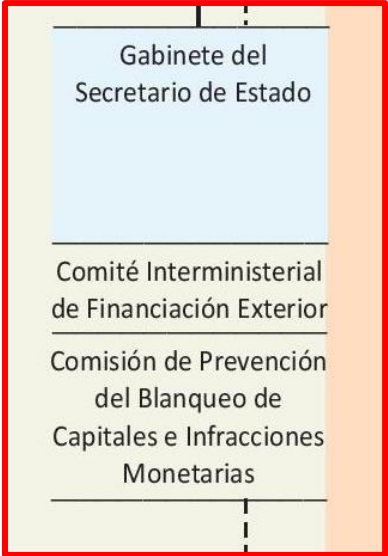 Gabinete del
Secretario de Estado
Comité Interministerial
de Financiación Exterior
Comisión de Prevención
del Blanqueo de
Capitales e Infracciones
Monetarias